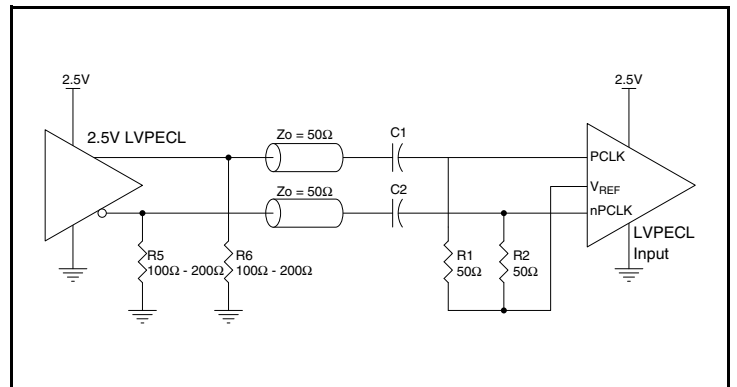 2.5V
2.5V
2.5V LVPECL
Zo = 50Ω
C1
PCLK
Zo = 50Ω
C2
VREF
nPCLK
LVPECL
Input
R5
100Ω - 200Ω
R6
100Ω - 200Ω
R1
50Ω
R2
50Ω